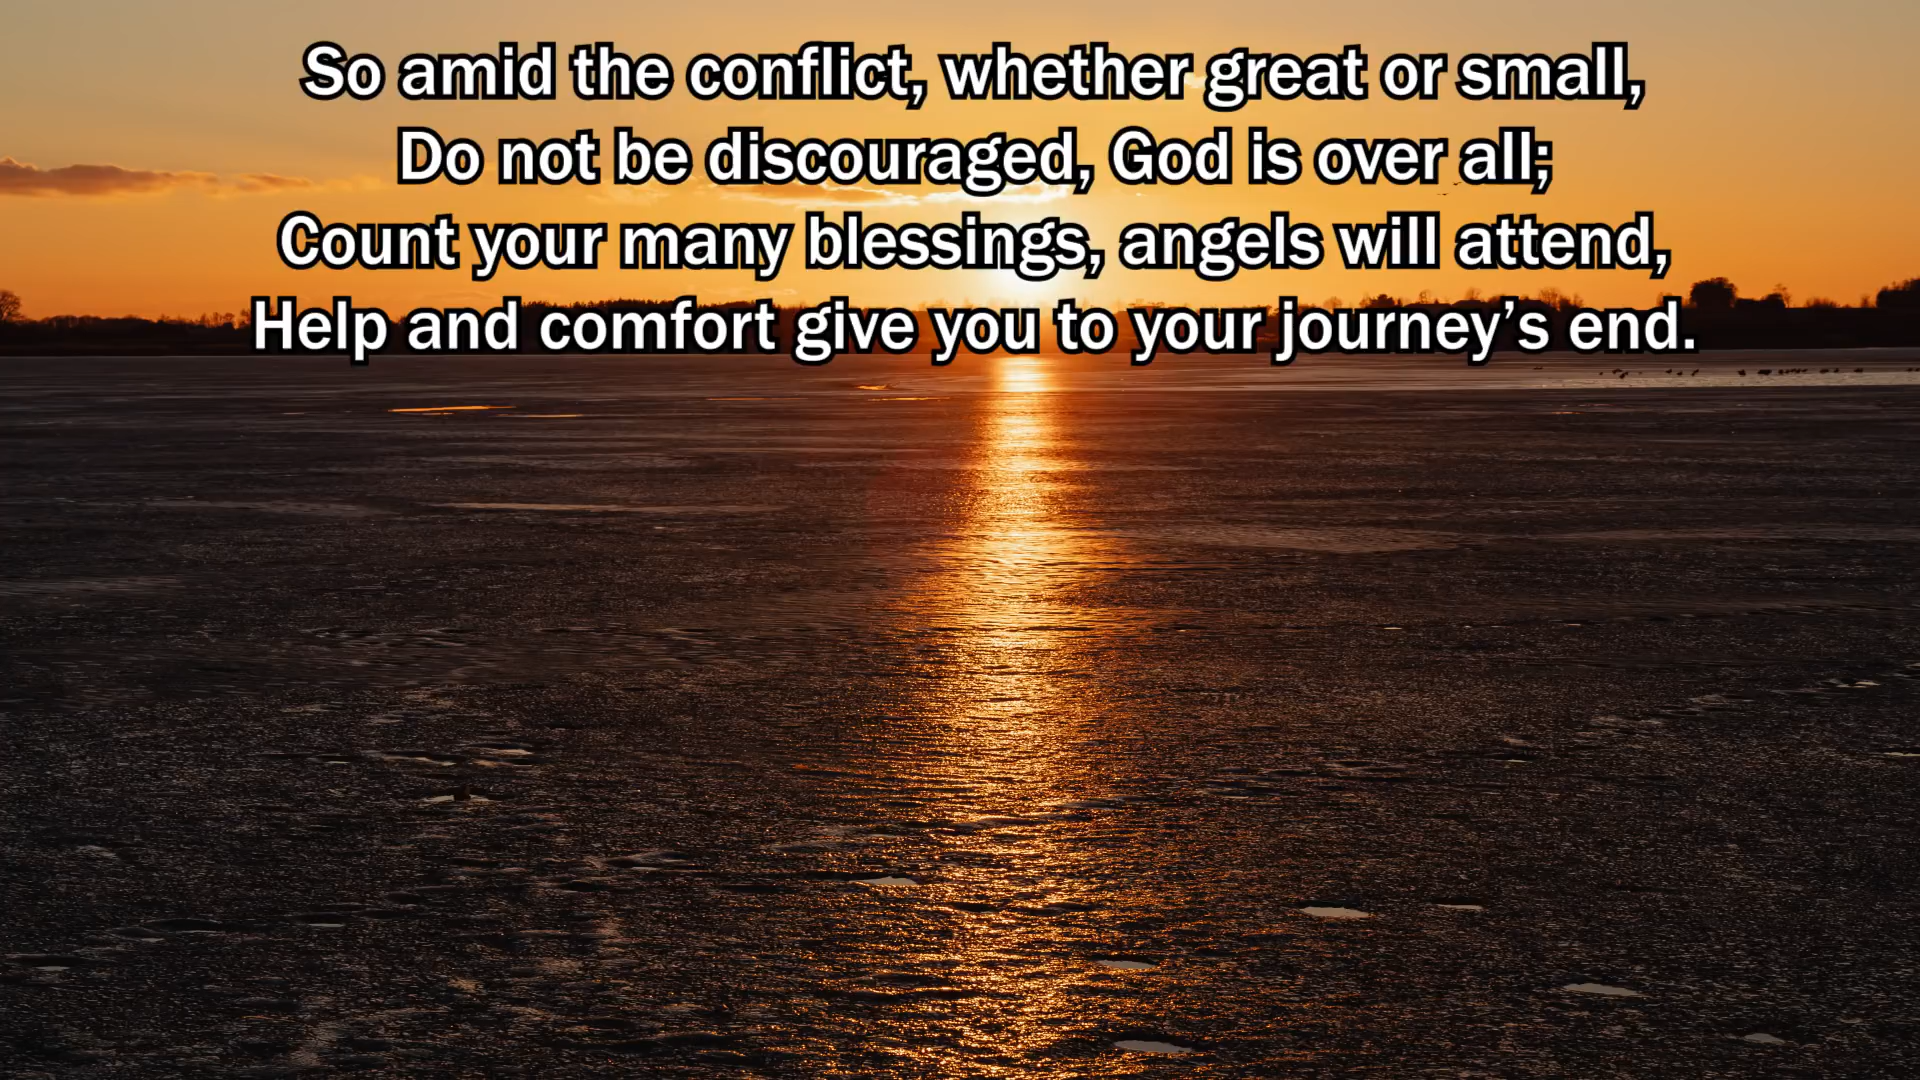 So amid the conflict, whether great or small,
Do not be discouraged, God is over all;
Count your many blessings, angels will attend,
Help and comfort give you to your journey’s end.